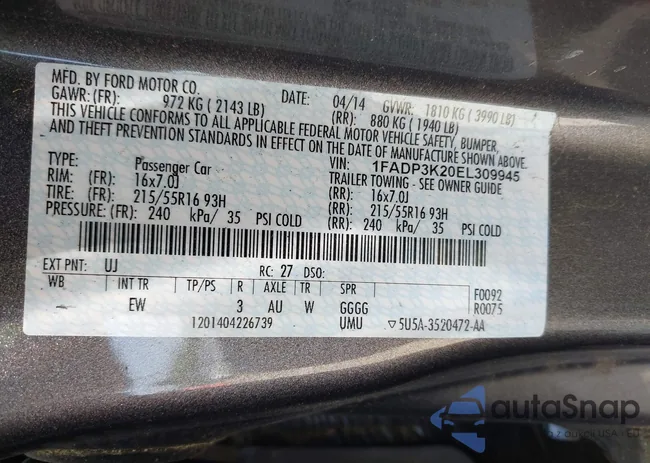 MFD. BY FORD MOTOR CO.
DATE: 04/14 GVWR: 1810 KG (3990 LB)
GAWR: (FR): 972 KG (2143 LB) (RR): 880 KG (1940 LB)
THIS VEHICLE CONFORMS TO ALL APPLICABLE FEDERAL MOTOR VEHICLE SAFETY, BUMPER,
AND THEFT PREVENTION STANDARDS IN EFFECT ON THE DATE OF MANUFACTURE SHOWN ABOVE.
VIN: 1FADP3K20EL309945
TYPE: Passenger Car TRAILER TOWING - SEE OWNER GUIDE
RIM: (FR): 16x7.0J (RR): 16x7.0J
TIRE: (FR): 215/55R16 93H (RR): 215/55R16 93H
PRESSURE: (FR): 240 kPa/ 35 PSI COLD (RR): 240 kPa/ 35 PSI COLD
EXT PNT: UJ RC: 27 DSO:
WB INT TR TP/PS R AXLE TR SPR F0092
EW 3 AU W GGGG R0075
1201404226739 UMU ▽5U5A-3520472-AA
autoSnap